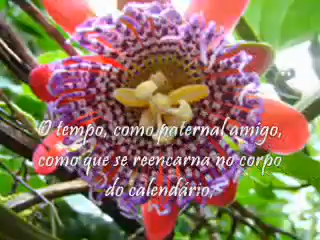 O tempo, como paternal amigo,
como que se reencarna no corpo
do calendário,